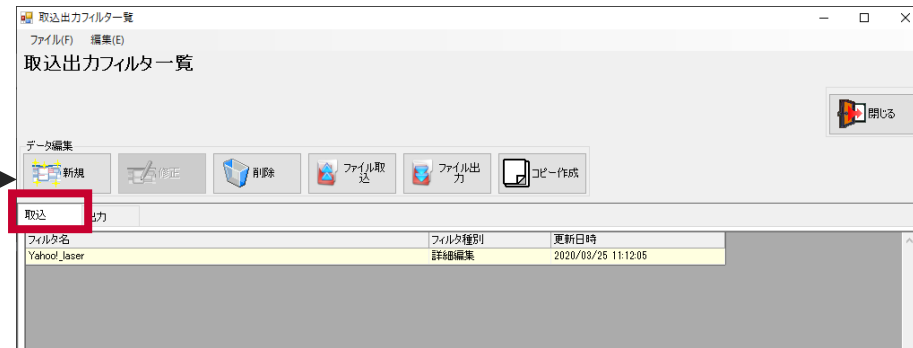 取込出力フィルタ一覧
ファイル(F) 編集(E)
取込出力フィルタ一覧
閉じる
データ編集
新規 修正 削除 ファイル取込 ファイル出力 コピー作成
取込 出力
フィルタ名 フィルタ種別 更新日時
Yahoo!_laser 詳細編集 2020/03/25 11:12:05